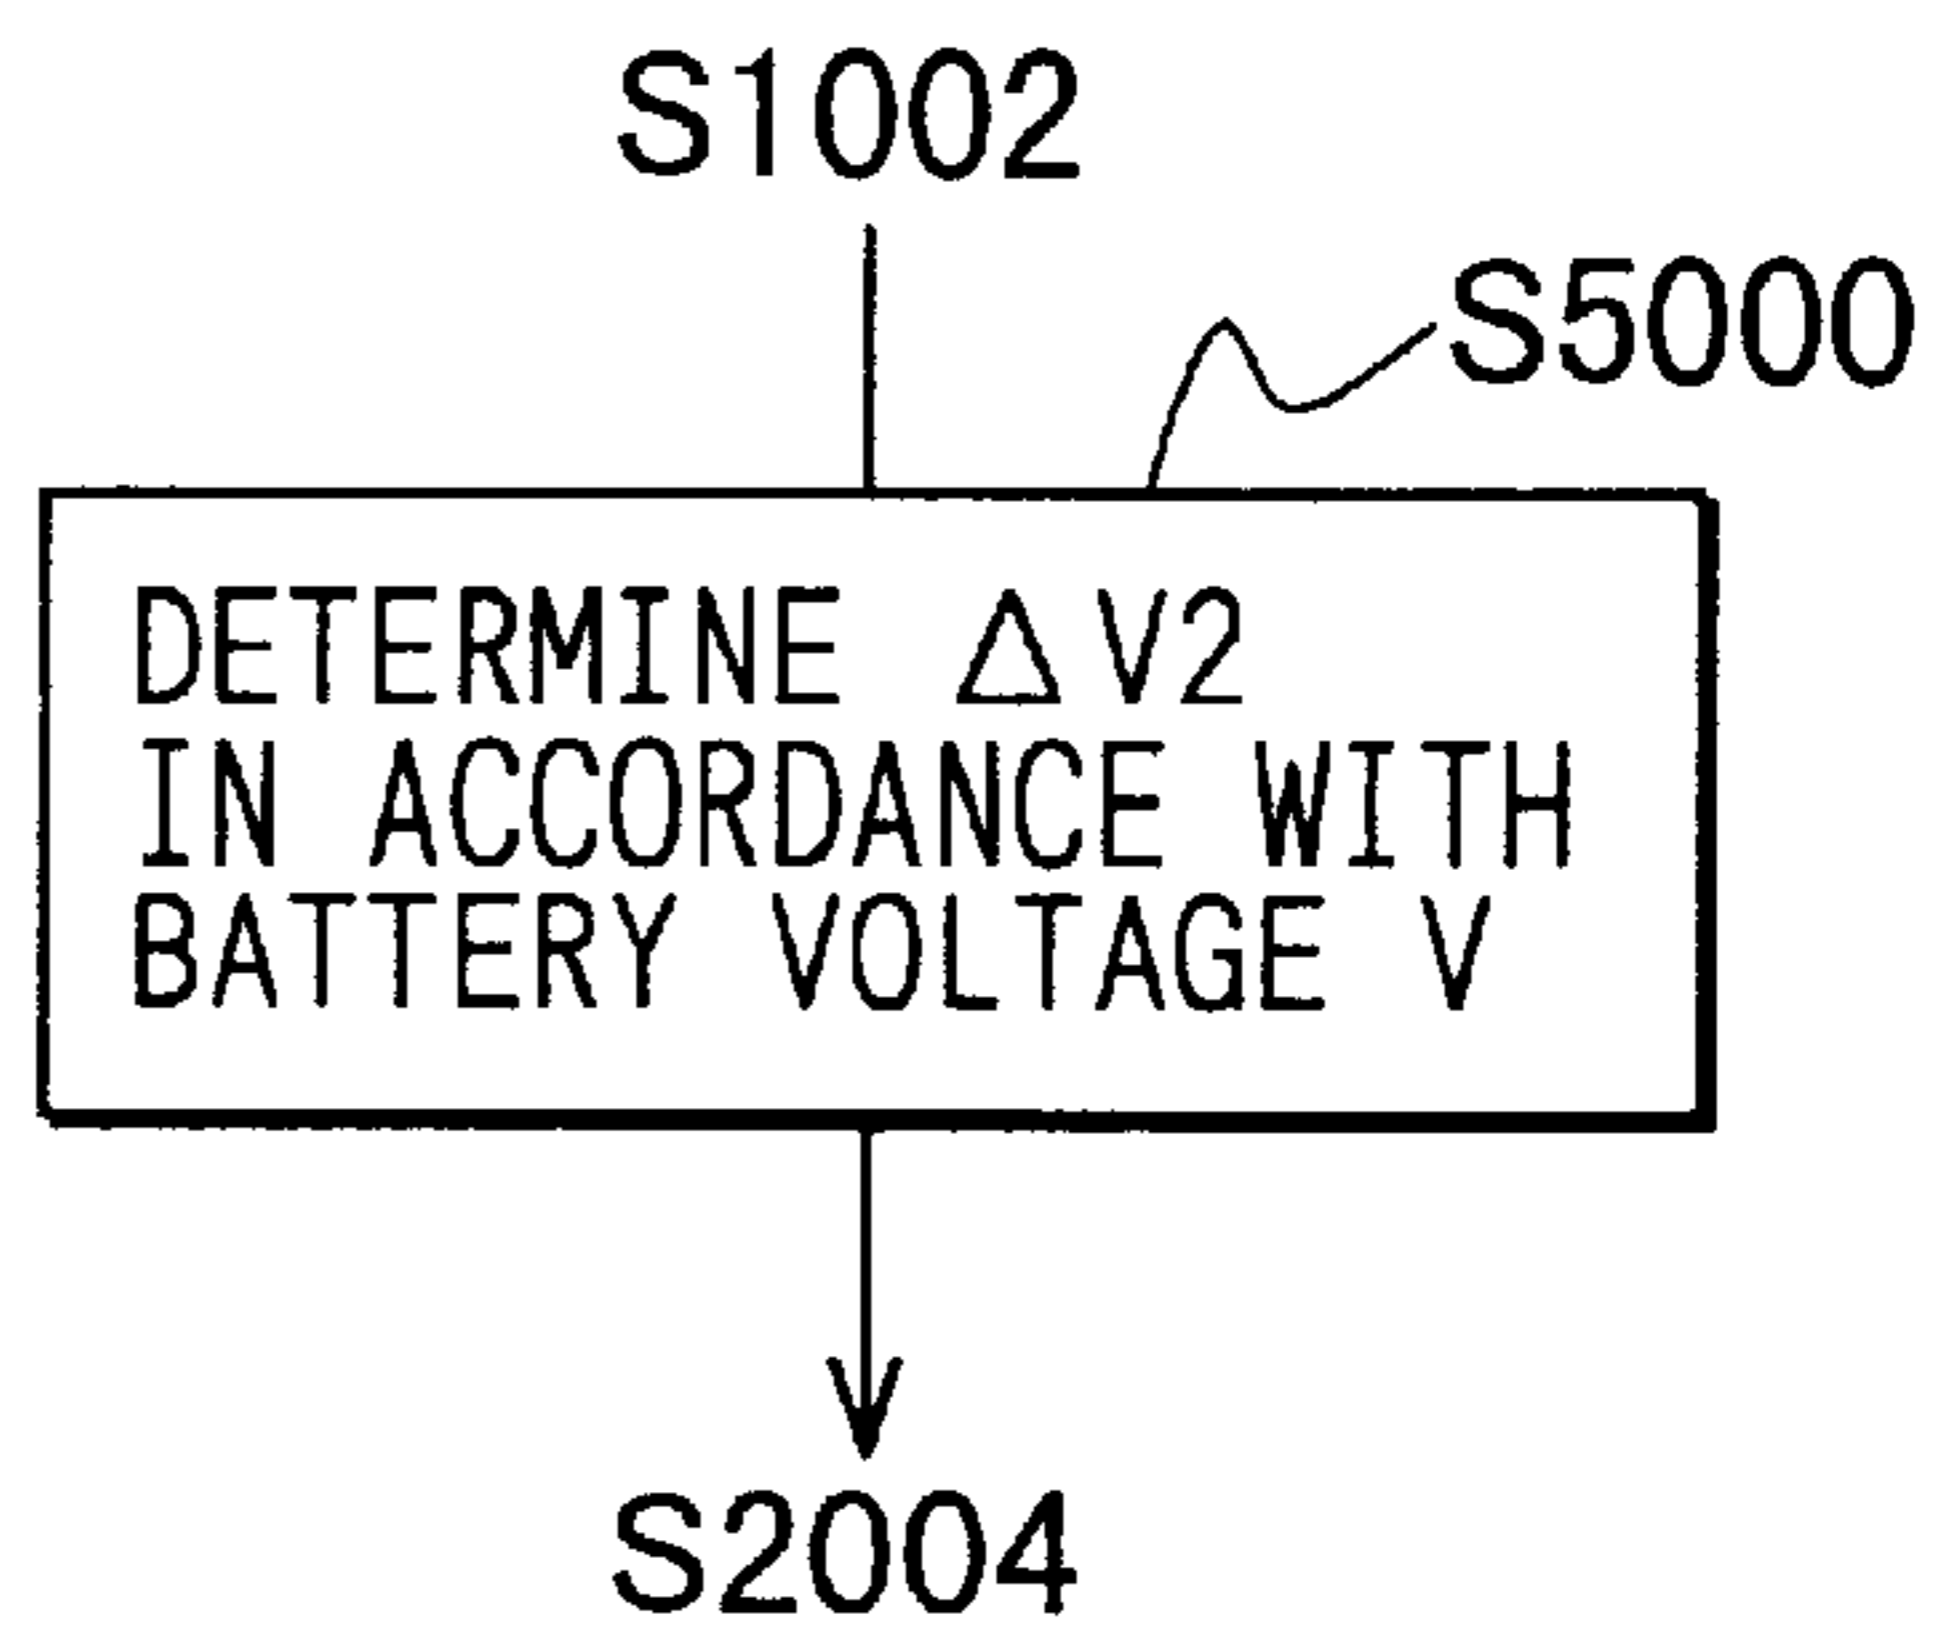 S1002
S5000
DETERMINE ΔV2
IN ACCORDANCE WITH
BATTERY VOLTAGE V
S2004